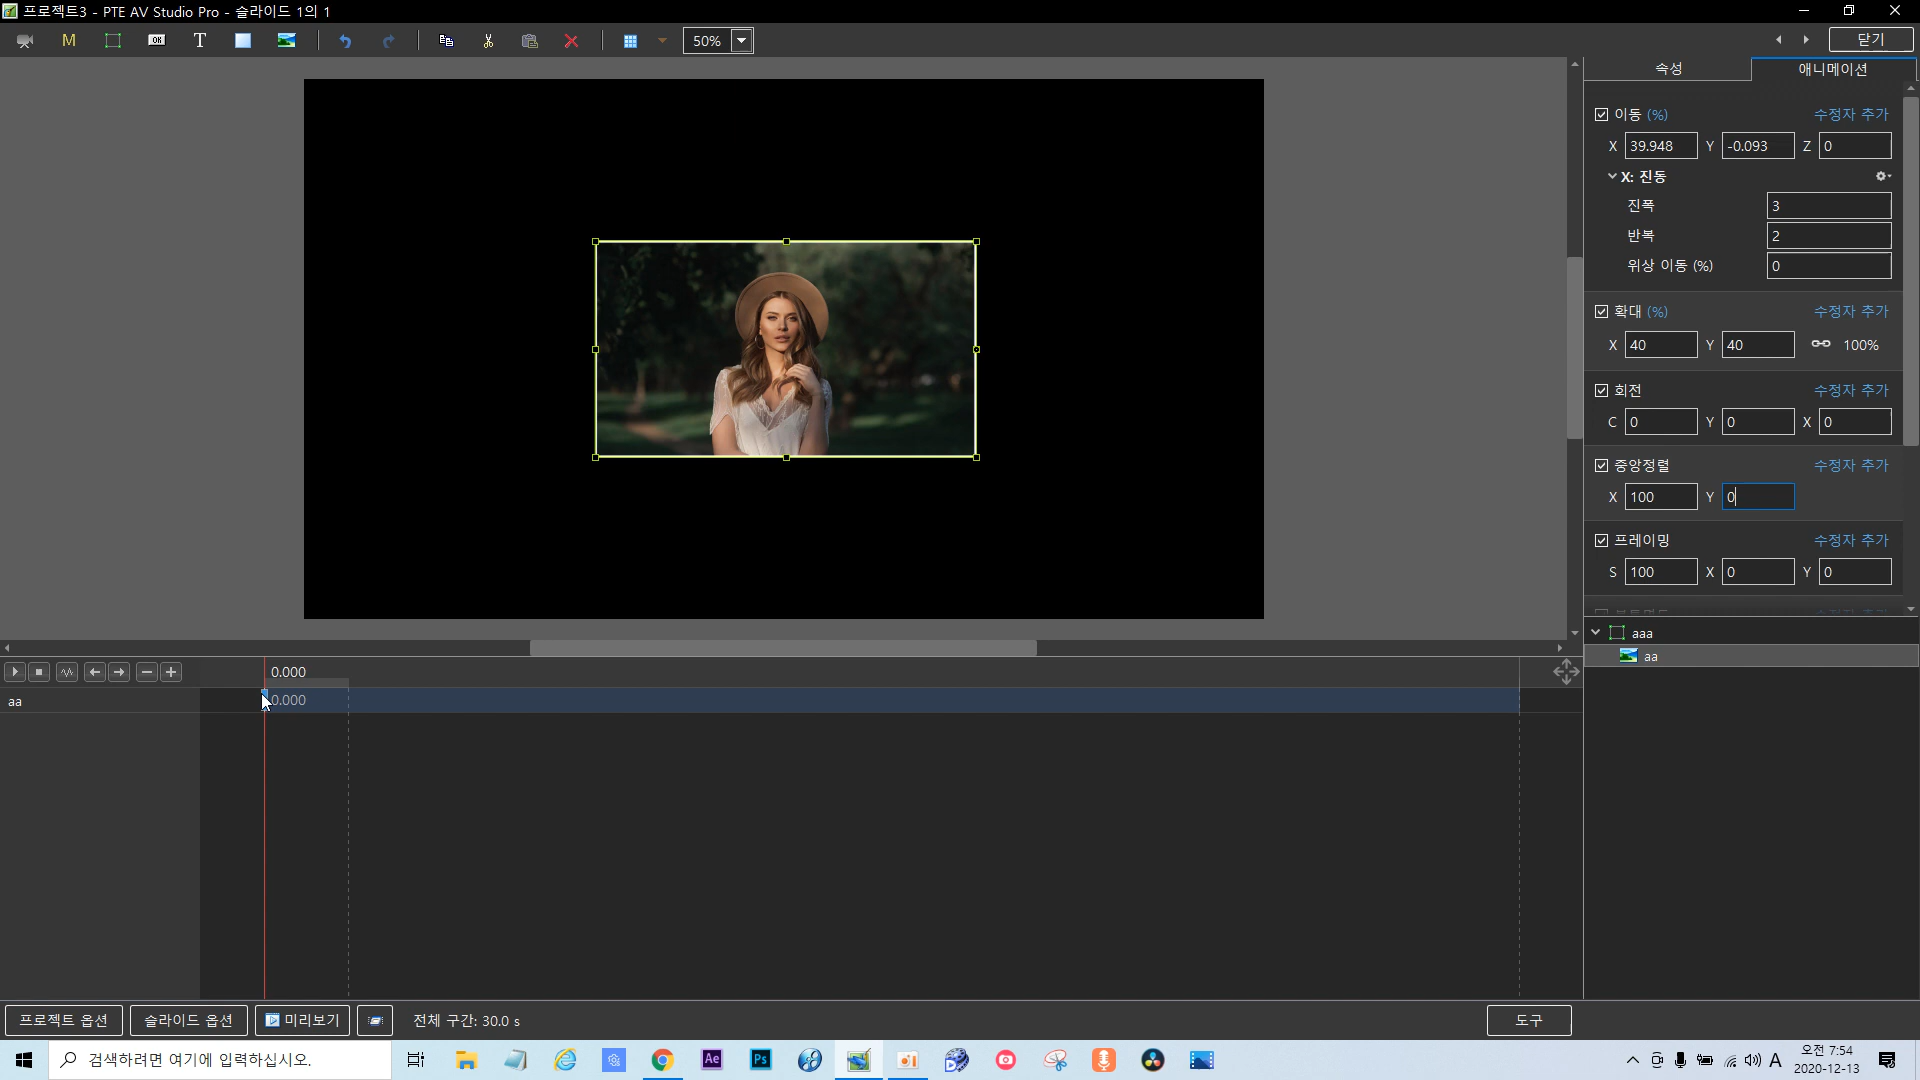 프로젝트3 - PTE AV Studio Pro - 슬라이드 1의 1
M OK T 50% 닫기
속성 애니메이션
이동 (%) 수정자 추가
X 39.948 Y -0.093 Z 0
X: 진동
진폭 3
반복 2
위상 이동 (%) 0
확대 (%) 수정자 추가
X 40 Y 40 100%
회전 수정자 추가
C 0 Y 0 X 0
중앙정렬 수정자 추가
X 100 Y 0
프레이밍 수정자 추가
S 100 X 0 Y 0
aaa
aa
0.000
aa 0.000
프로젝트 옵션 슬라이드 옵션 미리보기 전체 구간: 30.0 s 도구
검색하려면 여기에 입력하십시오. Ae Ps A 오전 7:54
2020-12-13